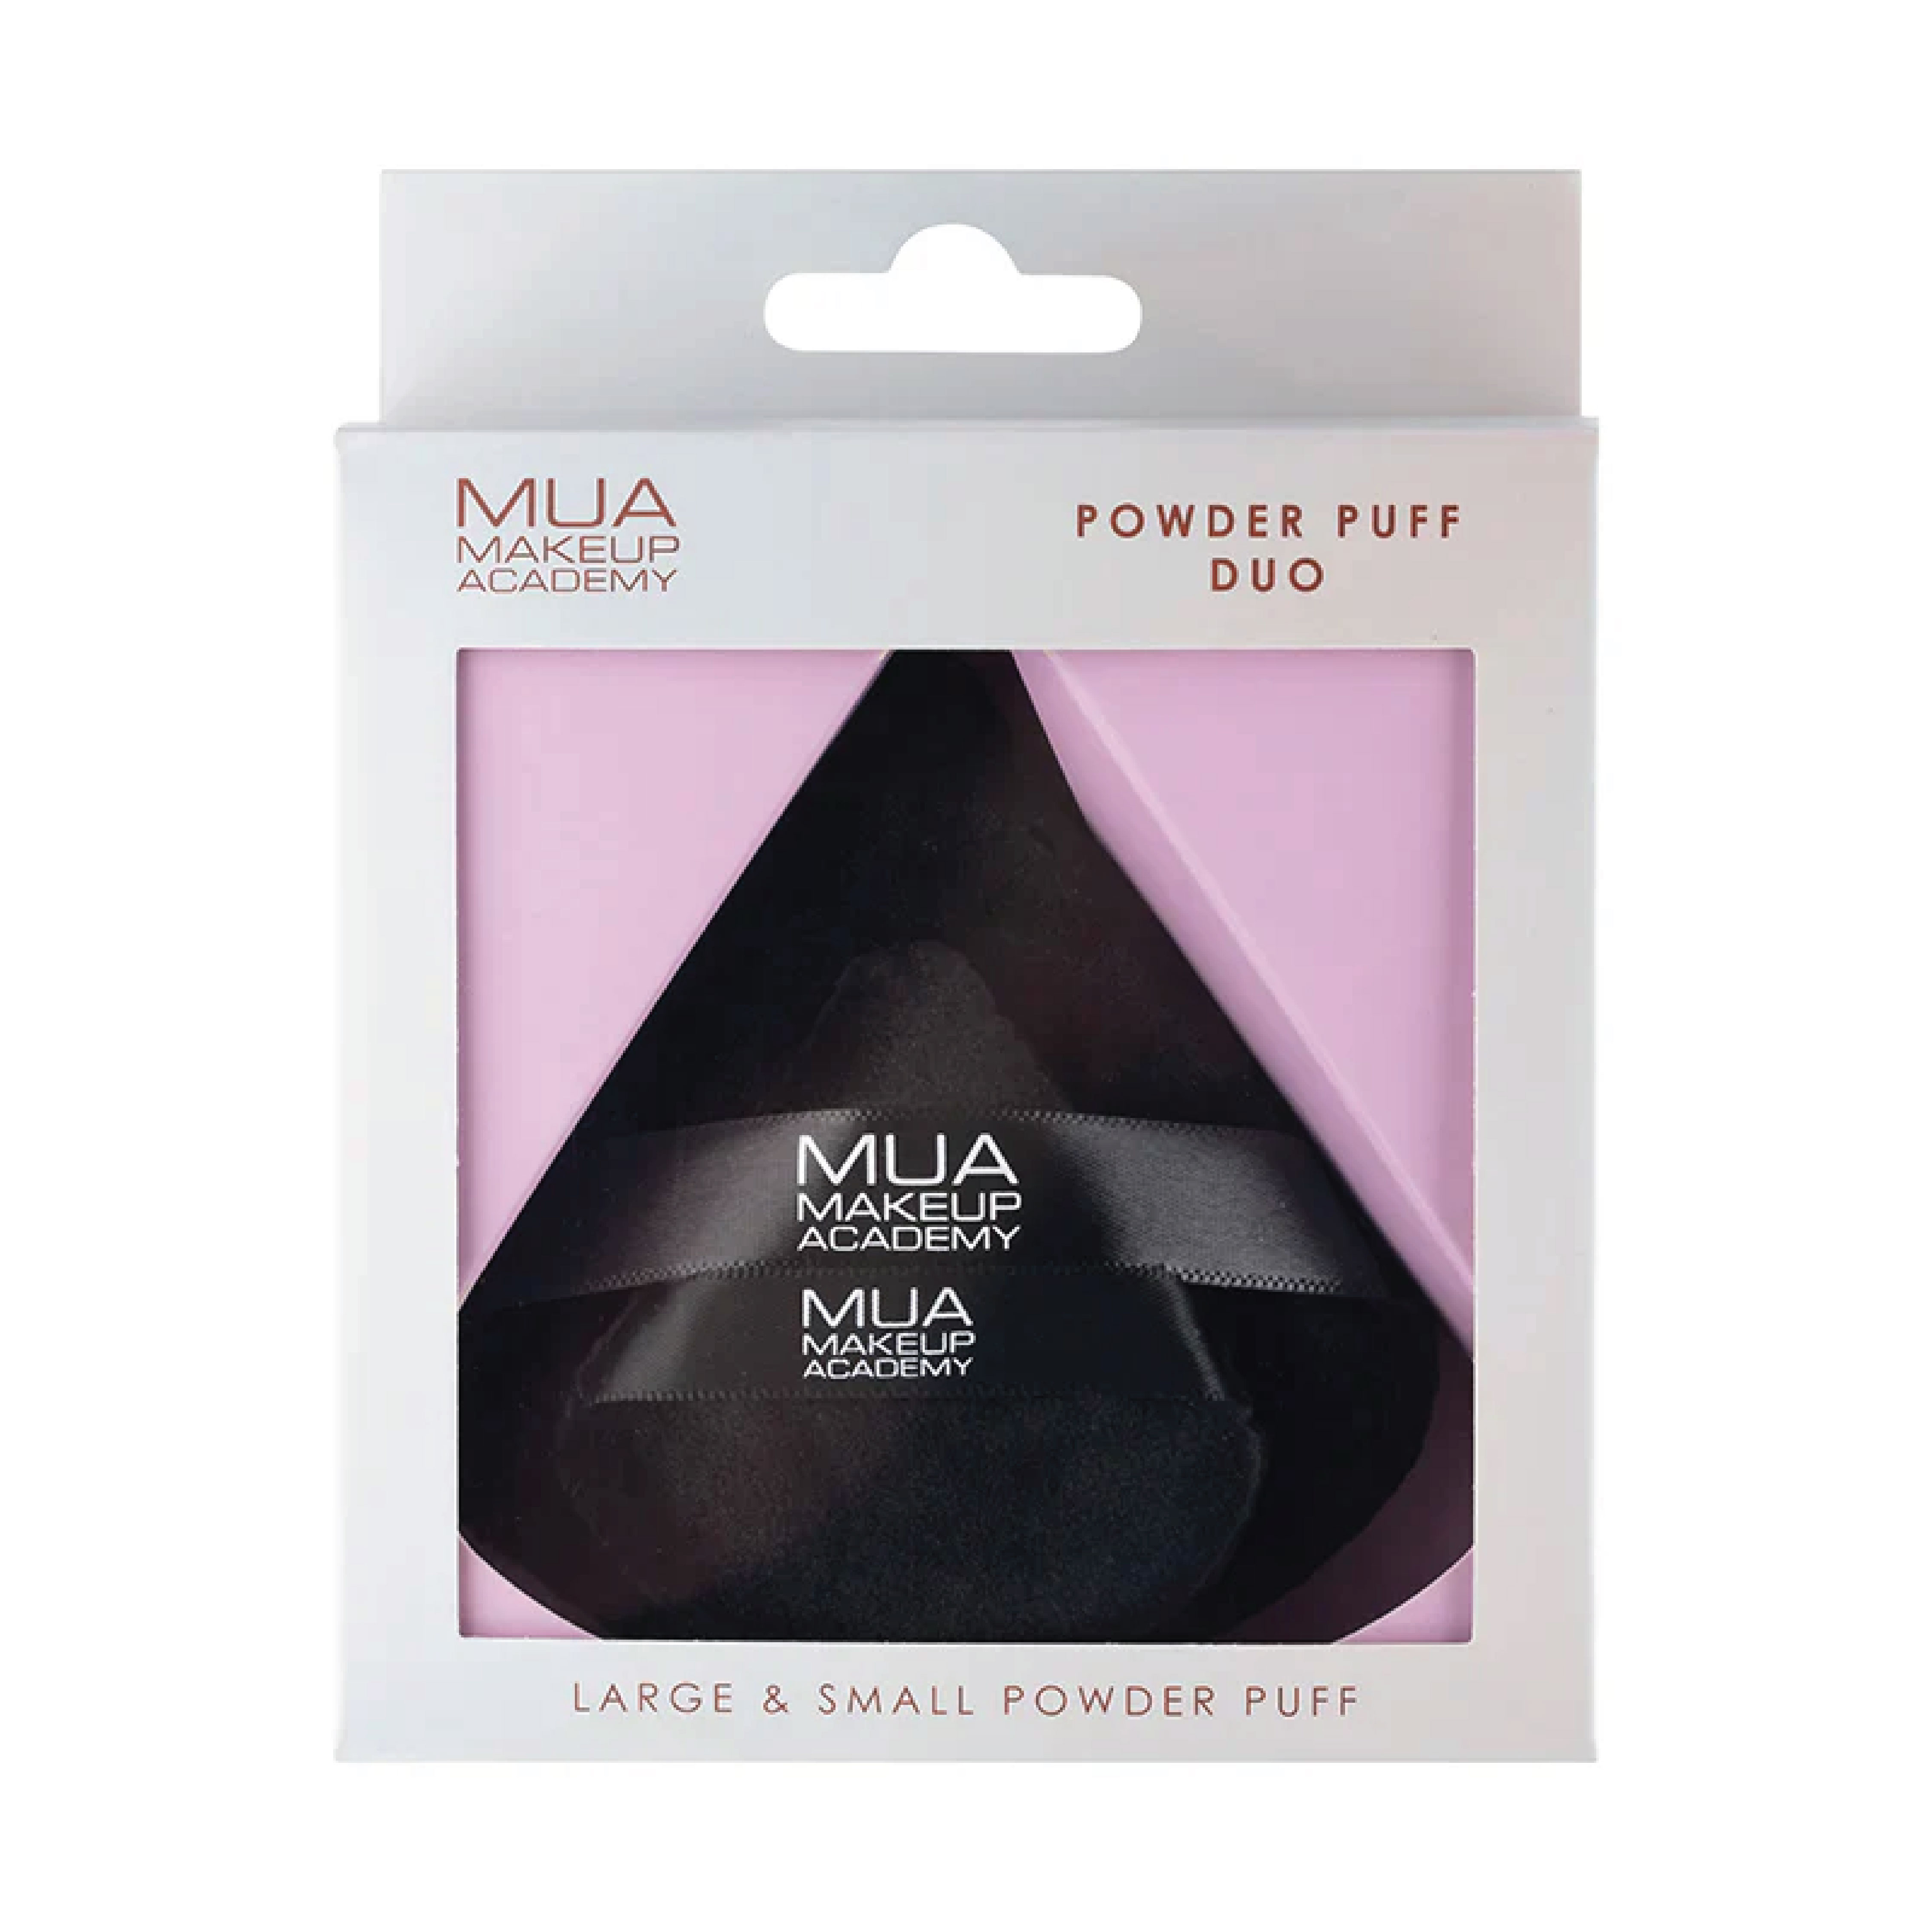 MUA
MAKEUP
ACADEMY
POWDER PUFF
DUO
MUA
MAKEUP
ACADEMY
MUA
MAKEUP
ACADEMY
LARGE & SMALL POWDER PUFF